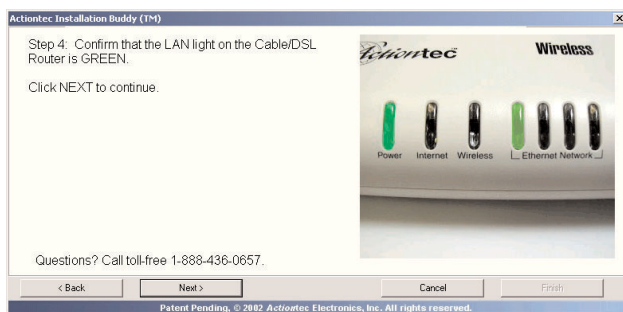 Actiontec Installation Buddy (TM)
Step 4: Confirm that the LAN light on the Cable/DSL
Router is GREEN.
Click NEXT to continue.
Actiontec
Wireless
Power Internet Wireless Ethernet Network
Questions? Call toll-free 1-888-436-0657.
< Back Next > Cancel Finish
Patent Pending, © 2002 Actiontec Electronics, Inc. All rights reserved.